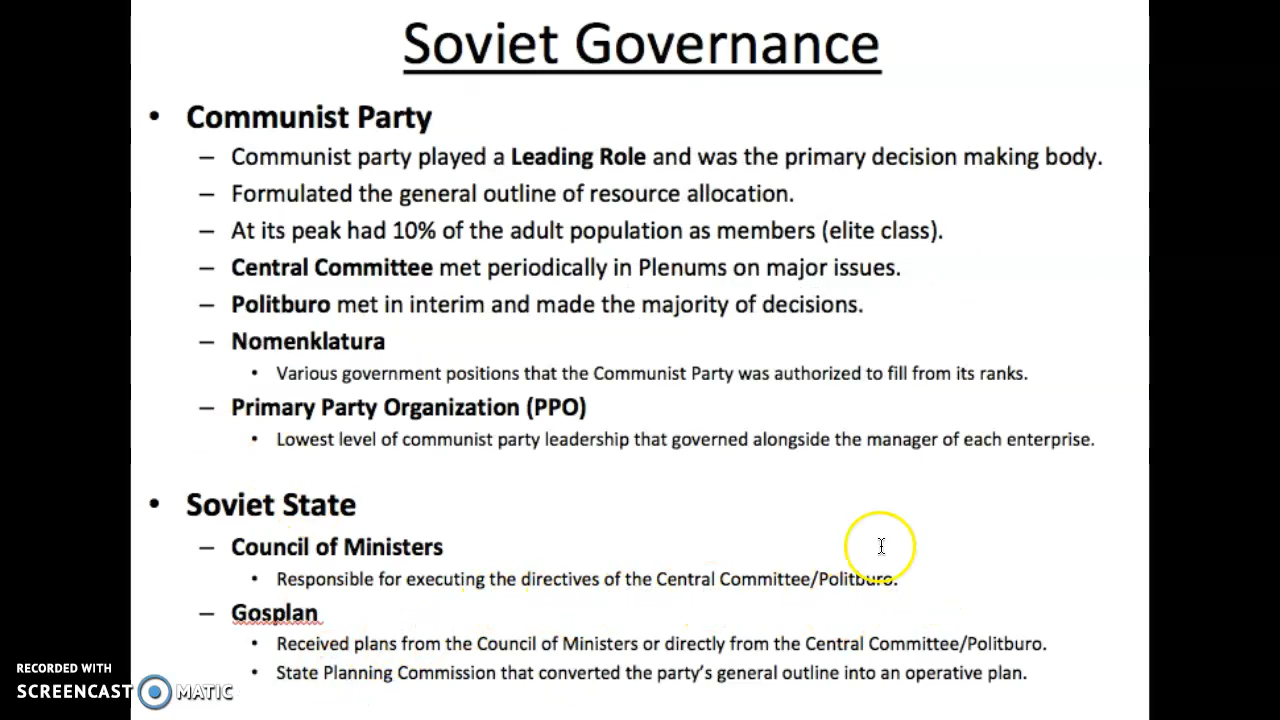 Soviet Governance
• Communist Party
– Communist party played a Leading Role and was the primary decision making body.
– Formulated the general outline of resource allocation.
– At its peak had 10% of the adult population as members (elite class).
– Central Committee met periodically in Plenums on major issues.
– Politburo met in interim and made the majority of decisions.
– Nomenklatura
• Various government positions that the Communist Party was authorized to fill from its ranks.
– Primary Party Organization (PPO)
• Lowest level of communist party leadership that governed alongside the manager of each enterprise.
• Soviet State
– Council of Ministers
• Responsible for executing the directives of the Central Committee/Politburo.
– Gosplan
• Received plans from the Council of Ministers or directly from the Central Committee/Politburo.
• State Planning Commission that converted the party's general outline into an operative plan.
RECORDED WITH
SCREENCAST MATIC